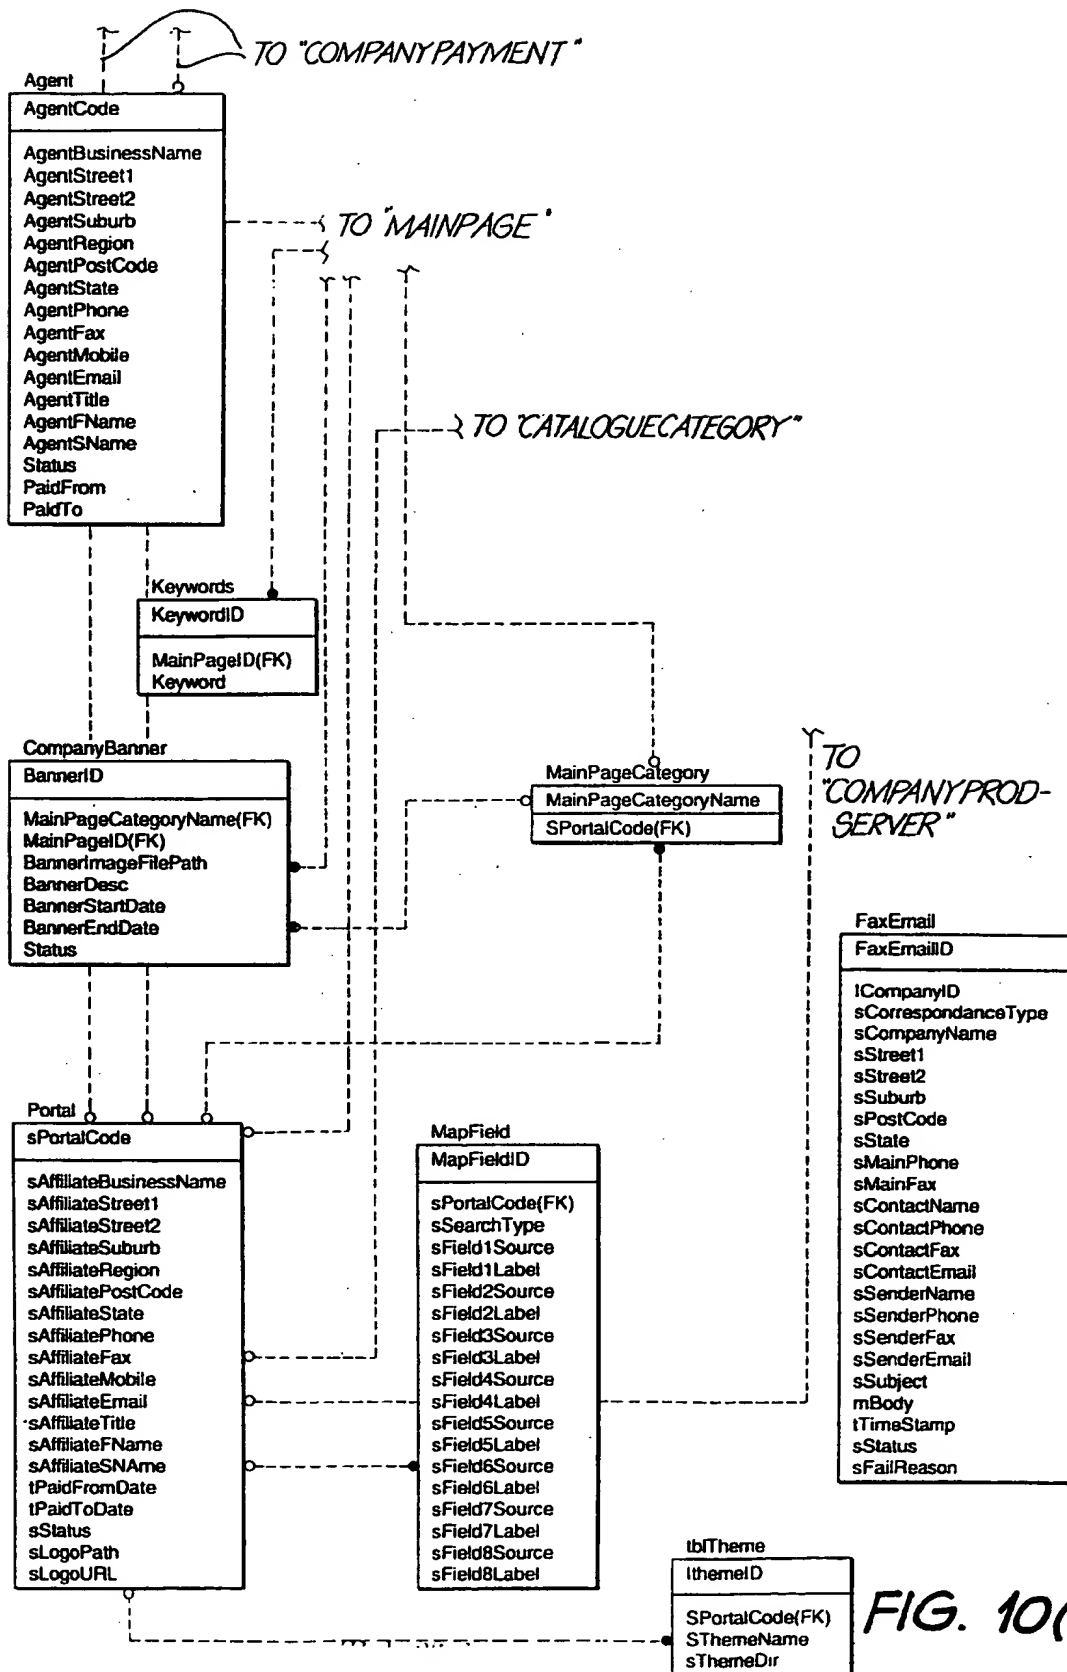 TO "COMPANYPAYMENT"
Agent
AgentCode
AgentBusinessName
AgentStreet1
AgentStreet2
AgentSuburb
AgentRegion
AgentPostCode
AgentState
AgentPhone
AgentFax
AgentMobile
AgentEmail
AgentTitle
AgentFName
AgentSName
Status
PaidFrom
PaidTo
TO "MAINPAGE"
TO "CATALOGUECATEGORY"
Keywords
KeywordID
MainPageID(FK)
Keyword
CompanyBanner
BannerID
MainPageCategoryName(FK)
MainPageID(FK)
BannerImageFilePath
BannerDesc
BannerStartDate
BannerEndDate
Status
MainPageCategory
MainPageCategoryName
SPortalCode(FK)
TO
"COMPANYPROD-
SERVER"
FaxEmail
FaxEmailID
lCompanyID
sCorrespondanceType
sCompanyName
sStreet1
sStreet2
sSuburb
sPostCode
sState
sMainPhone
sMainFax
sContactName
sContactPhone
sContactFax
sContactEmail
sSenderName
sSenderPhone
sSenderFax
sSenderEmail
sSubject
mBody
tTimeStamp
sStatus
sFailReason
Portal
sPortalCode
sAffiliateBusinessName
sAffiliateStreet1
sAffiliateStreet2
sAffiliateSuburb
sAffiliateRegion
sAffiliatePostCode
sAffiliateState
sAffiliatePhone
sAffiliateFax
sAffiliateMobile
sAffiliateEmail
sAffiliateTitle
sAffiliateFName
sAffiliateSNAme
tPaidFromDate
tPaidToDate
sStatus
sLogoPath
sLogoURL
MapField
MapFieldID
sPortalCode(FK)
sSearchType
sField1Source
sField1Label
sField2Source
sField2Label
sField3Source
sField3Label
sField4Source
sField4Label
sField5Source
sField5Label
sField6Source
sField6Label
sField7Source
sField7Label
sField8Source
sField8Label
tblTheme
lthemeID
SPortalCode(FK)
SThemeName
sThemeDir
FIG. 10(